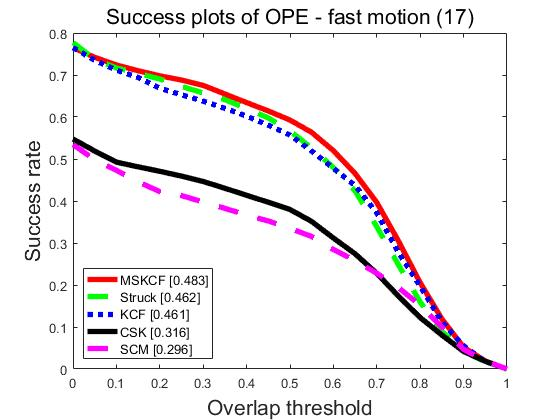 Success plots of OPE - fast motion (17)
0.8
0.7
0.6
0.5
0.4
0.3
0.2
0.1
0
Success rate
MSKCF [0.483]
Struck [0.462]
KCF [0.461]
CSK [0.316]
SCM [0.296]
0 0.1 0.2 0.3 0.4 0.5 0.6 0.7 0.8 0.9 1
Overlap threshold